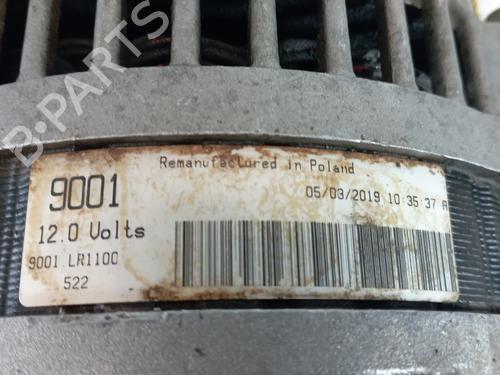 B-PARTS
Remanufactured in Poland
9001
05/03/2019 10:35:37 A
12.0 Volts
9001.LR1100
522